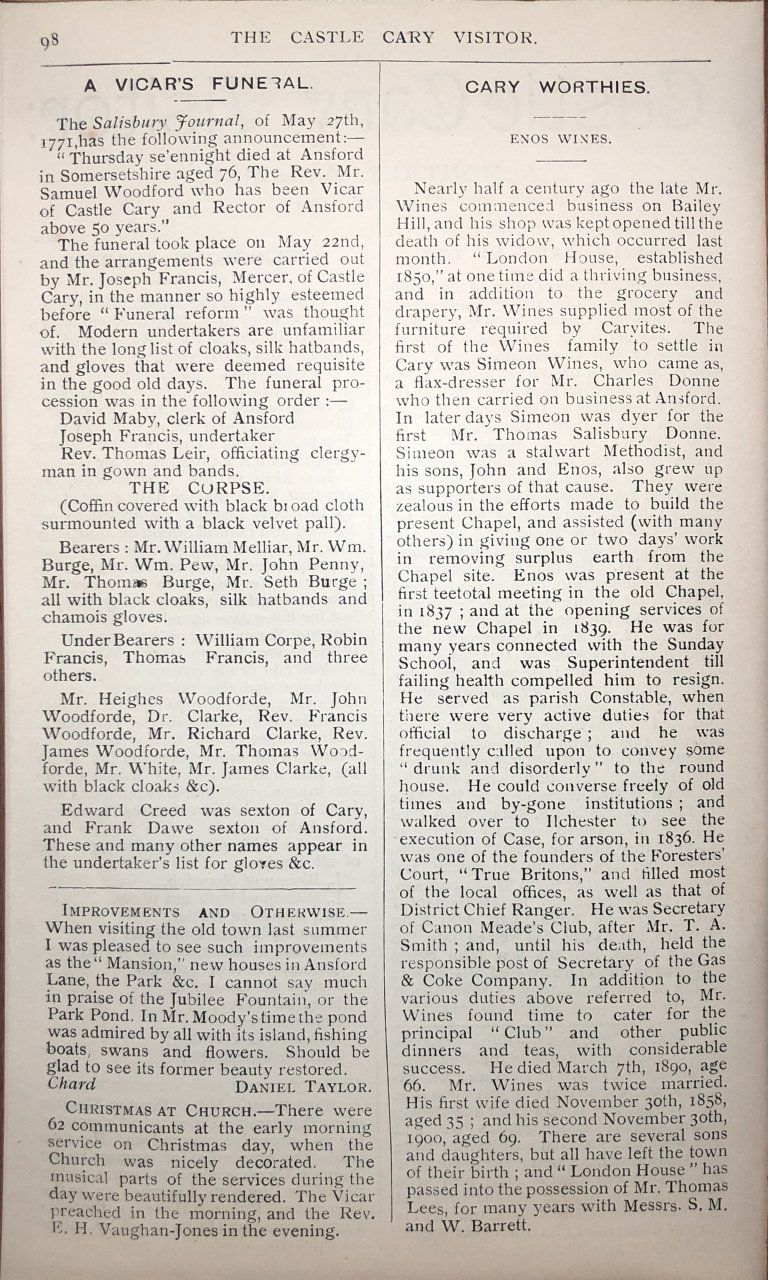 98
THE CASTLE CARY VISITOR.
A VICAR'S FUNERAL.
The Salisbury Journal, of May 27th,
1771,has the following announcement:—
"Thursday se'ennight died at Ansford
in Somersetshire aged 76, The Rev. Mr.
Samuel Woodford who has been Vicar
of Castle Cary and Rector of Ansford
above 50 years."
The funeral took place on May 22nd,
and the arrangements were carried out
by Mr. Joseph Francis, Mercer, of Castle
Cary, in the manner so highly esteemed
before "Funeral reform" was thought
of. Modern undertakers are unfamiliar
with the long list of cloaks, silk hatbands,
and gloves that were deemed requisite
in the good old days. The funeral pro-
cession was in the following order :—
David Maby, clerk of Ansford
Joseph Francis, undertaker
Rev. Thomas Leir, officiating clergy-
man in gown and bands.
THE CORPSE.
(Coffin covered with black broad cloth
surmounted with a black velvet pall).
Bearers : Mr. William Melliar, Mr. Wm.
Burge, Mr. Wm. Pew, Mr. John Penny,
Mr. Thomas Burge, Mr. Seth Burge ;
all with black cloaks, silk hatbands and
chamois gloves.
Under Bearers : William Corpe, Robin
Francis, Thomas Francis, and three
others.
Mr. Heighes Woodforde, Mr. John
Woodforde, Dr. Clarke, Rev. Francis
Woodforde, Mr. Richard Clarke, Rev.
James Woodforde, Mr. Thomas Wood-
forde, Mr. White, Mr. James Clarke, (all
with black cloaks &c).
Edward Creed was sexton of Cary,
and Frank Dawe sexton of Ansford.
These and many other names appear in
the undertaker's list for gloves &c.
IMPROVEMENTS AND OTHERWISE.—
When visiting the old town last summer
I was pleased to see such improvements
as the "Mansion," new houses in Ansford
Lane, the Park &c. I cannot say much
in praise of the Jubilee Fountain, or the
Park Pond. In Mr. Moody's time the pond
was admired by all with its island, fishing
boats, swans and flowers. Should be
glad to see its former beauty restored.
Chard DANIEL TAYLOR.
CHRISTMAS AT CHURCH.—There were
62 communicants at the early morning
service on Christmas day, when the
Church was nicely decorated. The
musical parts of the services during the
day were beautifully rendered. The Vicar
preached in the morning, and the Rev.
E. H. Vaughan-Jones in the evening.
CARY WORTHIES.
ENOS WINES.
Nearly half a century ago the late Mr.
Wines commenced business on Bailey
Hill, and his shop was kept opened till the
death of his widow, which occurred last
month. "London House, established
1850," at one time did a thriving business,
and in addition to the grocery and
drapery, Mr. Wines supplied most of the
furniture required by Caryites. The
first of the Wines family to settle in
Cary was Simeon Wines, who came as,
a flax-dresser for Mr. Charles Donne
who then carried on business at Ansford.
In later days Simeon was dyer for the
first Mr. Thomas Salisbury Donne.
Simeon was a stalwart Methodist, and
his sons, John and Enos, also grew up
as supporters of that cause. They were
zealous in the efforts made to build the
present Chapel, and assisted (with many
others) in giving one or two days' work
in removing surplus earth from the
Chapel site. Enos was present at the
first teetotal meeting in the old Chapel,
in 1837 ; and at the opening services of
the new Chapel in 1839. He was for
many years connected with the Sunday
School, and was Superintendent till
failing health compelled him to resign.
He served as parish Constable, when
there were very active duties for that
official to discharge ; and he was
frequently called upon to convey some
"drunk and disorderly" to the round
house. He could converse freely of old
times and by-gone institutions ; and
walked over to Ilchester to see the
execution of Case, for arson, in 1836. He
was one of the founders of the Foresters'
Court, "True Britons," and filled most
of the local offices, as well as that of
District Chief Ranger. He was Secretary
of Canon Meade's Club, after Mr. T. A.
Smith ; and, until his death, held the
responsible post of Secretary of the Gas
& Coke Company. In addition to the
various duties above referred to, Mr.
Wines found time to cater for the
principal "Club" and other public
dinners and teas, with considerable
success. He died March 7th, 1890, age
66. Mr. Wines was twice married.
His first wife died November 30th, 1858,
aged 35 ; and his second November 30th,
1900, aged 69. There are several sons
and daughters, but all have left the town
of their birth ; and "London House" has
passed into the possession of Mr. Thomas
Lees, for many years with Messrs. S. M.
and W. Barrett.